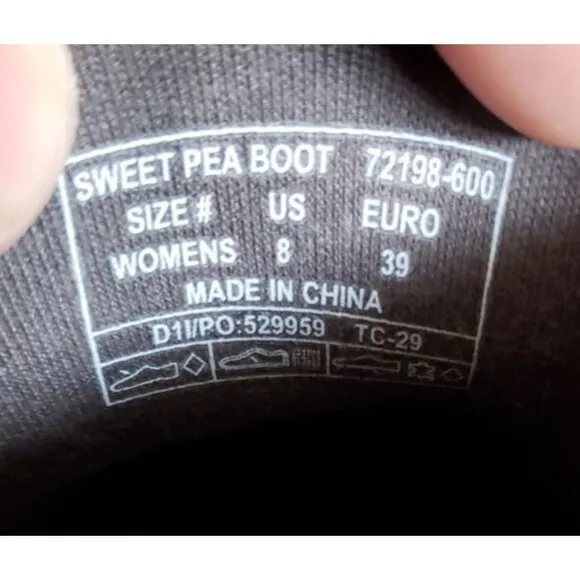 SWEET PEA BOOT 72198-600
SIZE # US EURO
WOMENS 8 39
MADE IN CHINA
D1I/PO:529959 TC-29